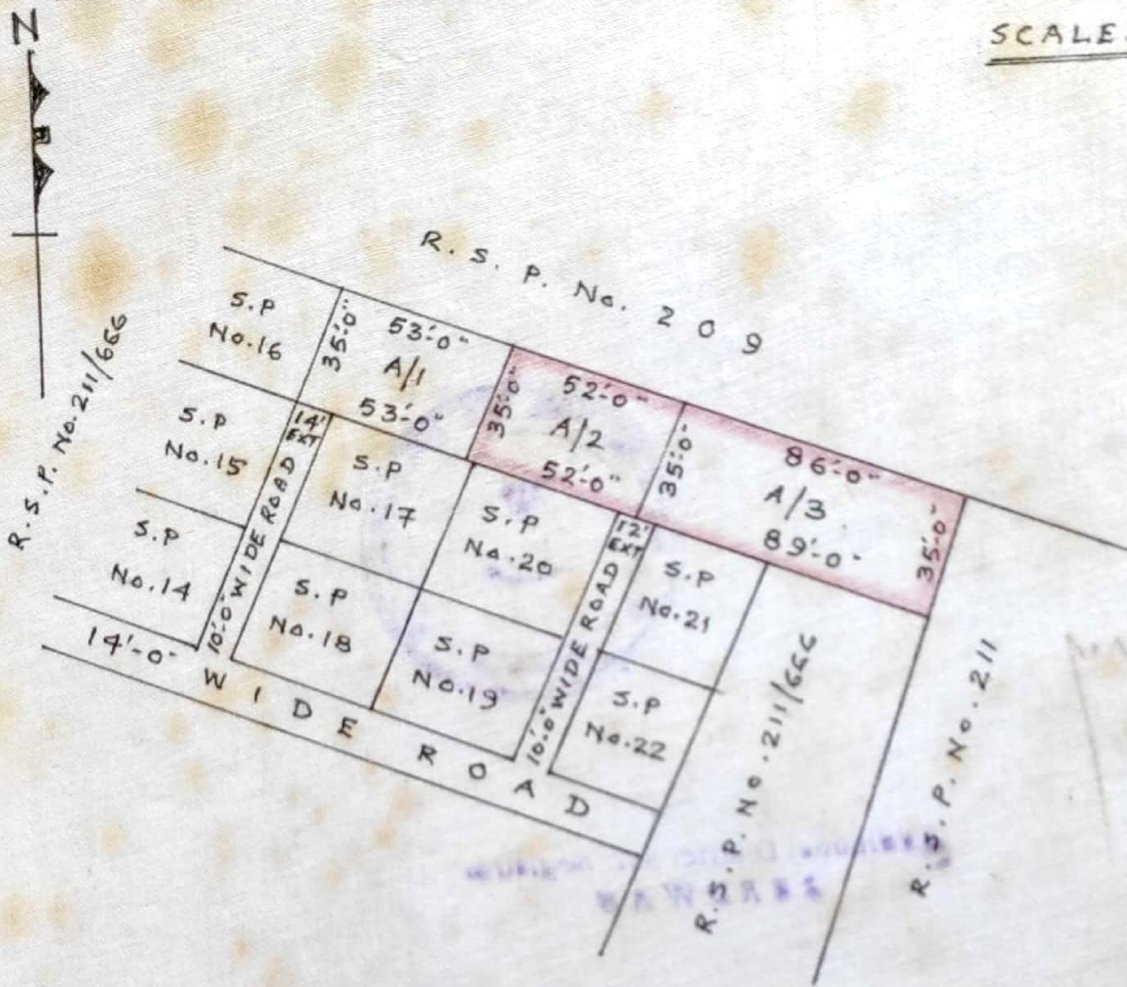 N
SCALE
R. S. P. No. 209
R. S. P. No. 211/666
S.P
No.16
35'-0"
53'-0"
A/1
53'-0"
35'-0"
52'-0"
A/2
52'-0"
35'-0"
86'-0"
A/3
89'-0"
35'-0"
S.P
No.15
14'
EXT
10'-0" WIDE ROAD
S.P
No.17
S.P
No.20
12'
EXT
10'-0" WIDE ROAD
S.P
No.21
S.P
No.14
S.P
No.18
S.P
No.19
S.P
No.22
14'-0" WIDE ROAD
R.S.P. No.211/666
R.S.P. No.211